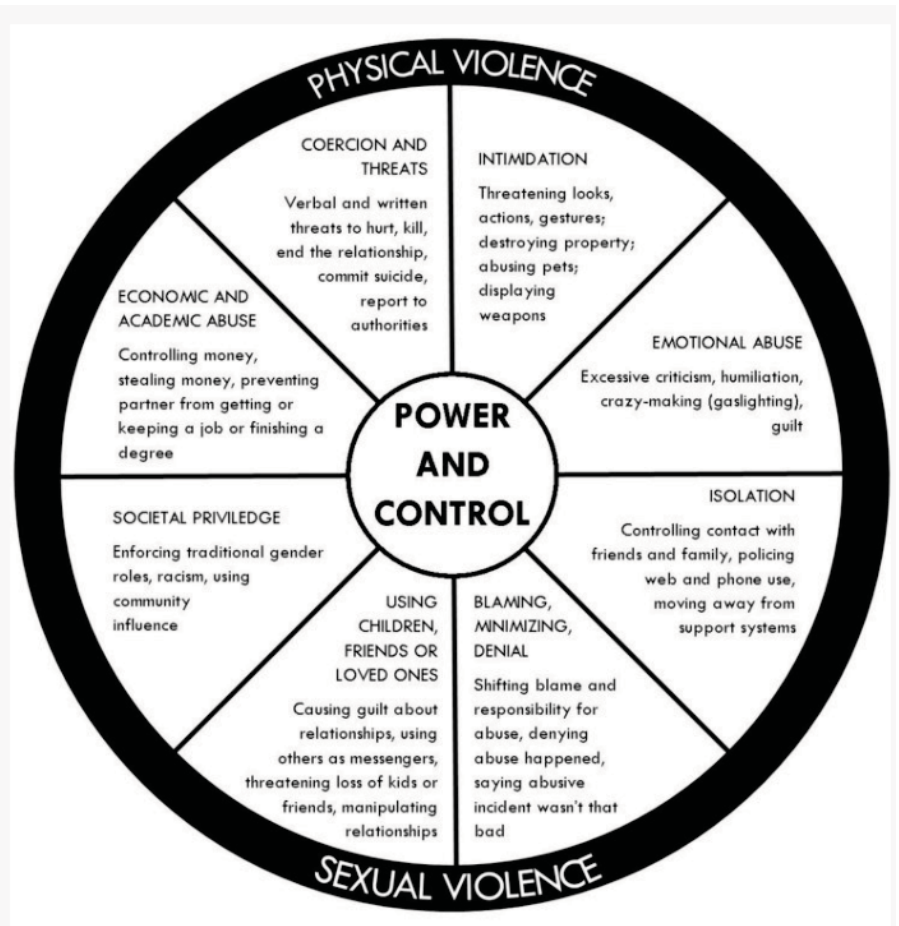 PHYSICAL VIOLENCE
COERCION AND
THREATS
Verbal and written
threats to hurt, kill,
end the relationship,
commit suicide,
report to
authorities
INTIMIDATION
Threatening looks,
actions, gestures;
destroying property;
abusing pets;
displaying
weapons
ECONOMIC AND
ACADEMIC ABUSE
Controlling money,
stealing money, preventing
partner from getting or
keeping a job or finishing a
degree
EMOTIONAL ABUSE
Excessive criticism, humiliation,
crazy-making (gaslighting),
guilt
POWER
AND
CONTROL
SOCIETAL PRIVILEDGE
Enforcing traditional gender
roles, racism, using
community
influence
ISOLATION
Controlling contact with
friends and family, policing
web and phone use,
moving away from
support systems
USING
CHILDREN,
FRIENDS OR
LOVED ONES
Causing guilt about
relationships, using
others as messengers,
threatening loss of kids or
friends, manipulating
relationships
BLAMING,
MINIMIZING,
DENIAL
Shifting blame and
responsibility for
abuse, denying
abuse happened,
saying abusive
incident wasn't that
bad
SEXUAL VIOLENCE